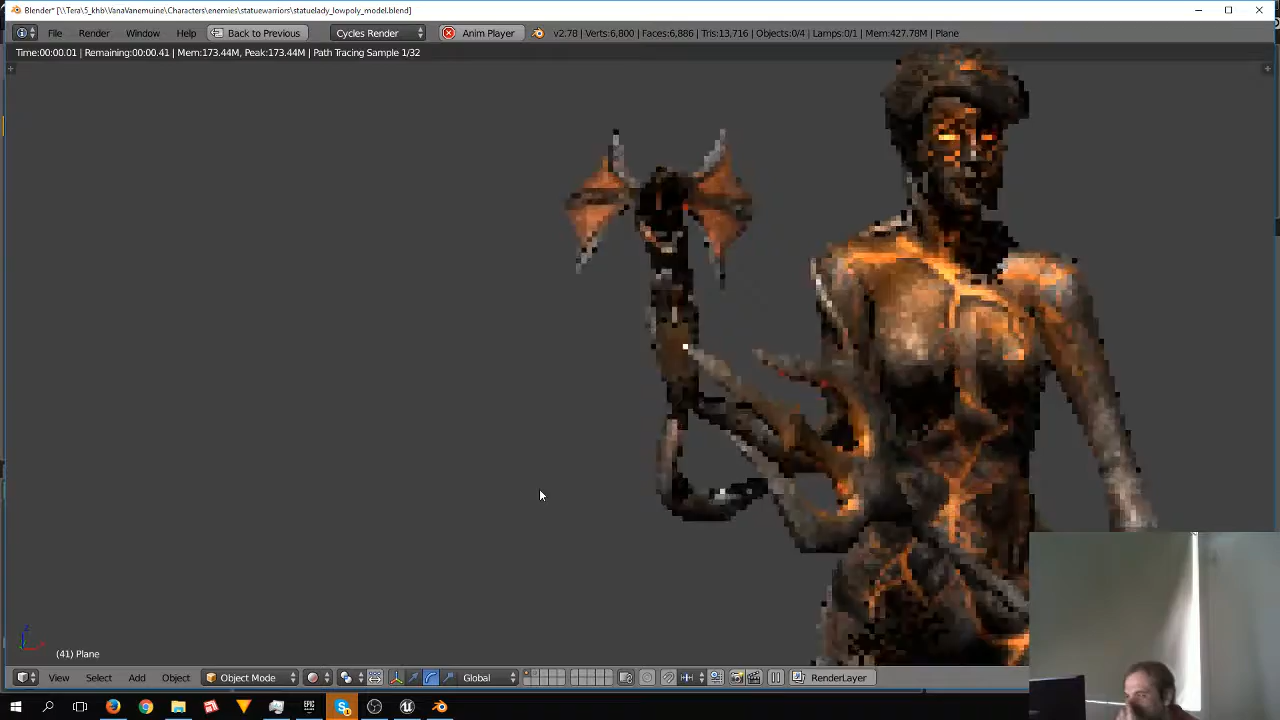 Blender* [\\Tera\5_khb\VanaVanemuine\Characters\enemies\statuewarriors\statuelady_lowpoly_model.blend]
File Render Window Help Back to Previous Cycles Render Anim Player v2.78 | Verts:6,800 | Faces:6,886 | Tris:13,716 | Objects:0/4 | Lamps:0/1 | Mem:427.78M | Plane
Time:00:00.01 | Remaining:00:00.41 | Mem:173.44M, Peak:173.44M | Path Tracing Sample 1/32
(41) Plane
View Select Add Object Object Mode Global RenderLayer